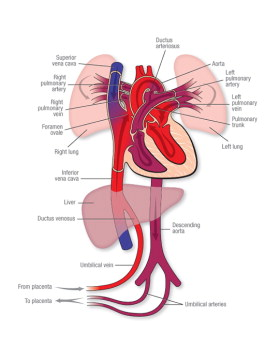 Ductus
arteriosus
Superior
vena cava
Aorta
Right
pulmonary
artery
Left
pulmonary
artery
Right
pulmonary
vein
Left
pulmonary
vein
Foramen
ovale
Pulmonary
trunk
Right lung
Left lung
Inferior
vena cava
Liver
Ductus venosus
Descending
aorta
Umbilical vein
From placenta
To placenta
Umbilical arteries